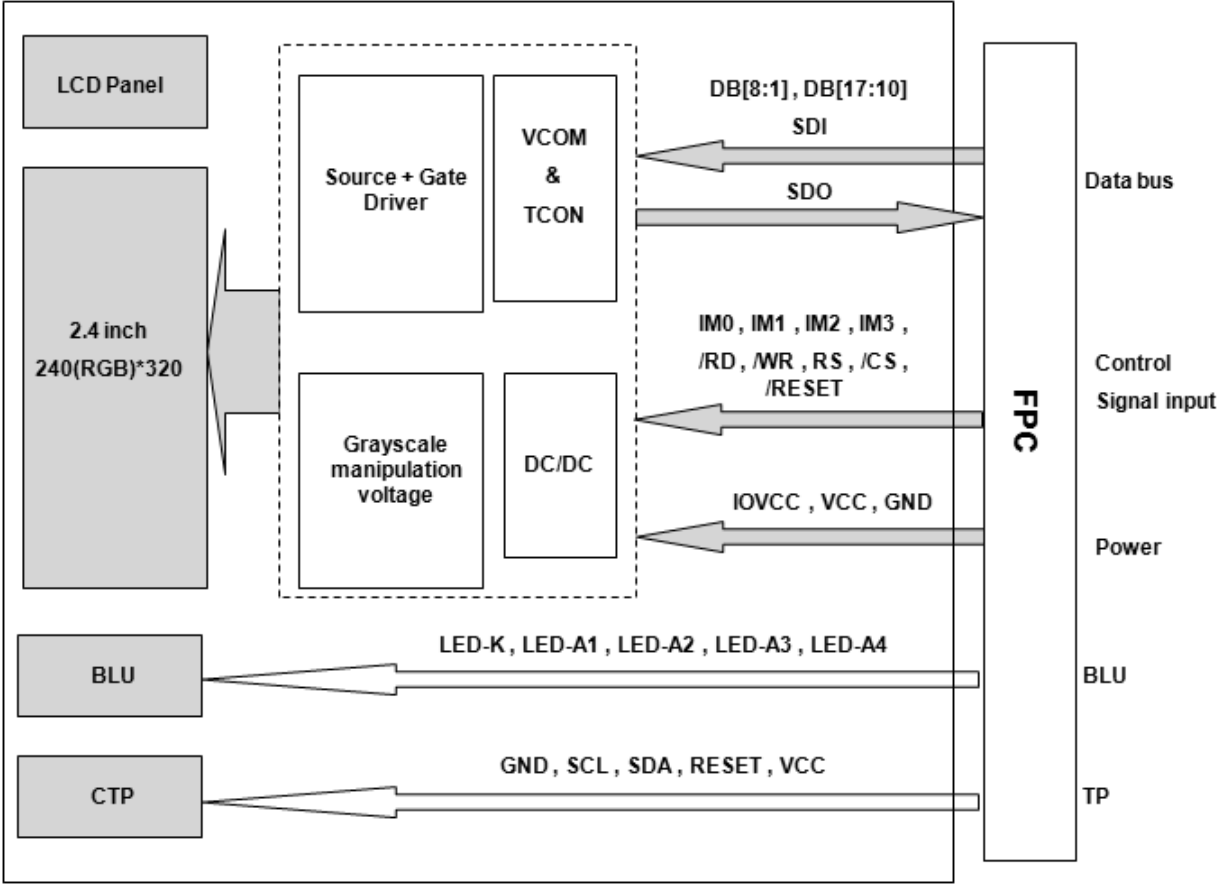 LCD Panel
2.4 inch
240(RGB)*320
BLU
CTP
Source + Gate
Driver
VCOM
&
TCON
Grayscale
manipulation
voltage
DC/DC
DB[8:1] , DB[17:10]
SDI
SDO
IM0 , IM1 , IM2 , IM3 ,
/RD , /WR , RS , /CS ,
/RESET
IOVCC , VCC , GND
LED-K , LED-A1 , LED-A2 , LED-A3 , LED-A4
GND , SCL , SDA , RESET , VCC
FPC
Data bus
Control
Signal input
Power
BLU
TP